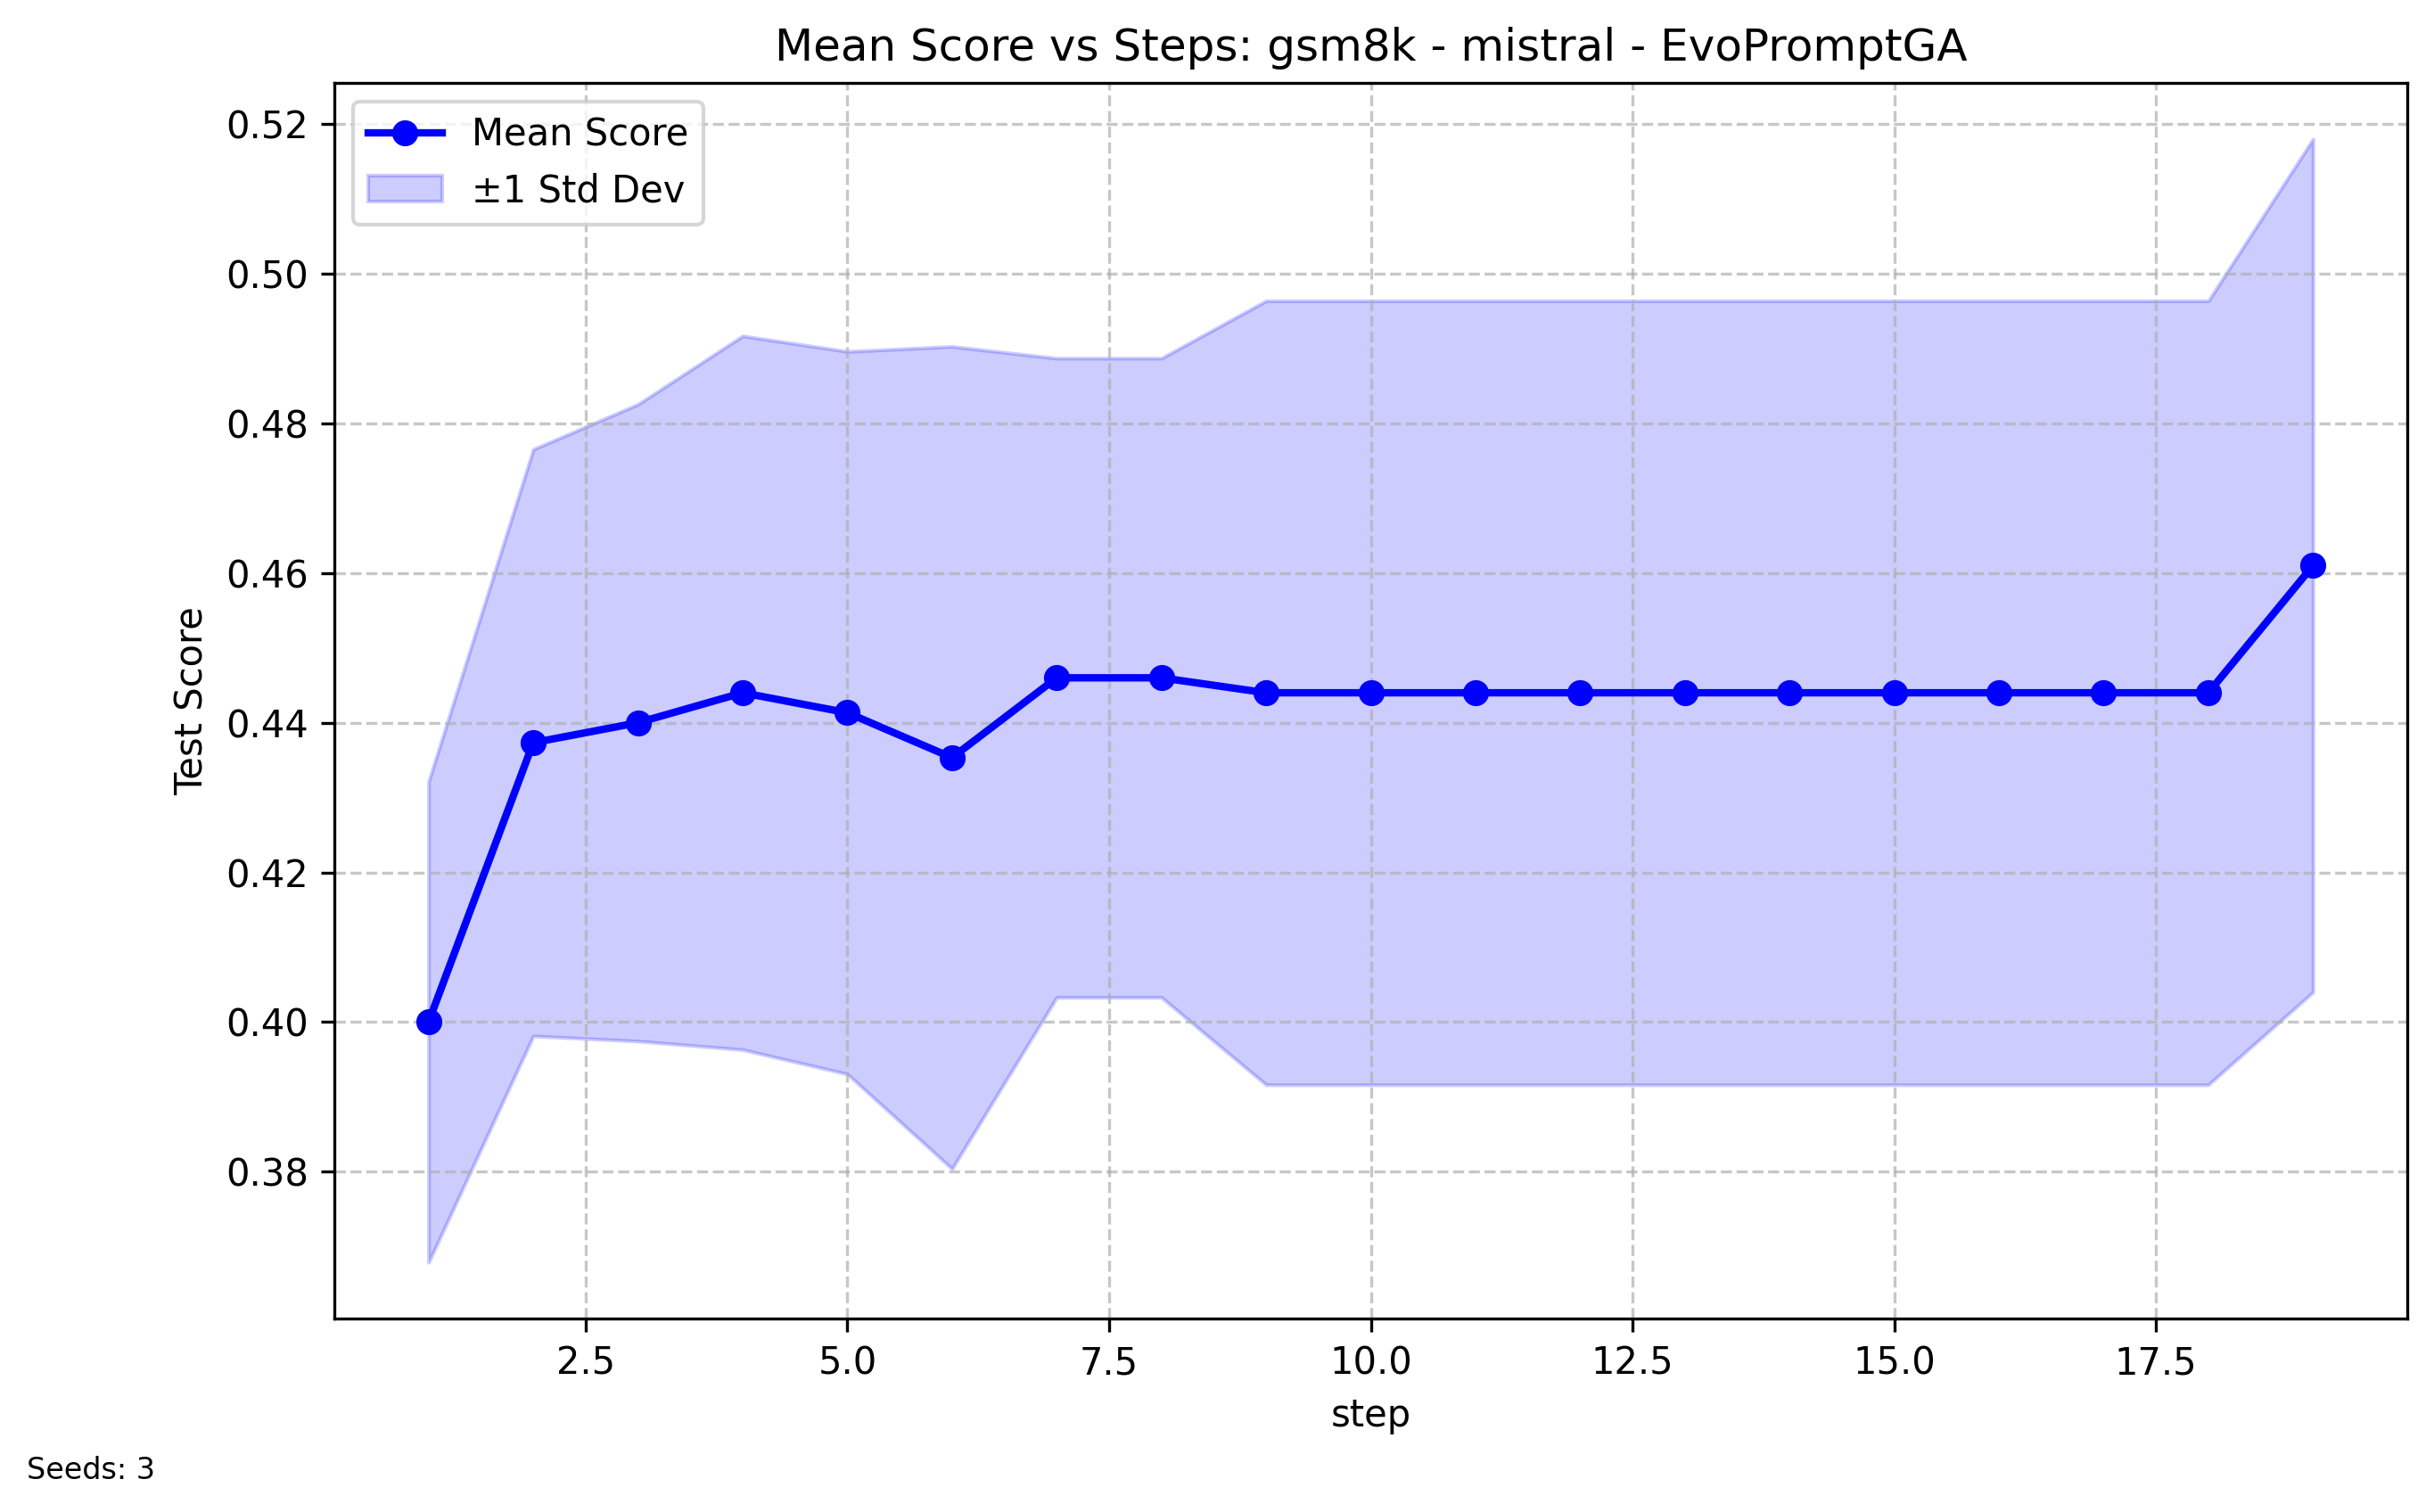 Mean Score vs Steps: gsm8k - mistral - EvoPromptGA
Mean Score
±1 Std Dev
0.52
0.50
0.48
0.46
0.44
0.42
0.40
0.38
Test Score
2.5
5.0
7.5
10.0
12.5
15.0
17.5
step
Seeds: 3